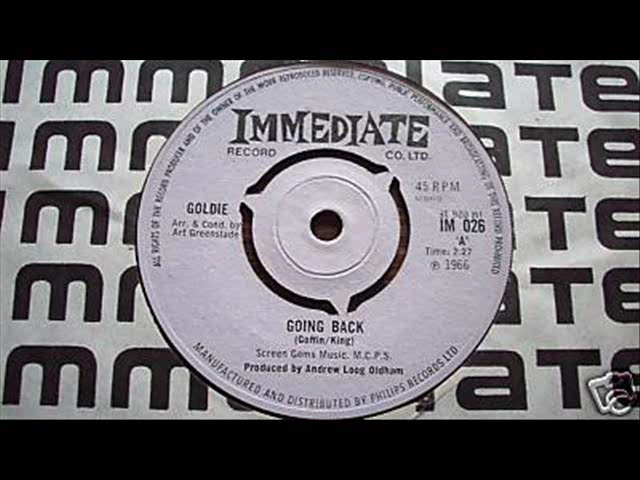 immediate
immediate
immediate
ALL RIGHTS OF THE RECORD PRODUCER AND OF THE OWNER OF THE WORK REPRODUCED RESERVED, COPYING, PUBLIC PERFORMANCE AND BROADCASTING OF THIS RECORD PROHIBITED
IMMEDIATE
RECORD CO. LTD.
45 RPM
GOLDIE
Arr. & Cond. by
Art Greenslade
IM 026
'A'
Time: 2:27
℗ 1966
GOING BACK
(Goffin/King)
Screen Gems Music. M.C.P.S.
Produced by Andrew Loog Oldham
MANUFACTURED AND DISTRIBUTED BY PHILIPS RECORDS LTD.